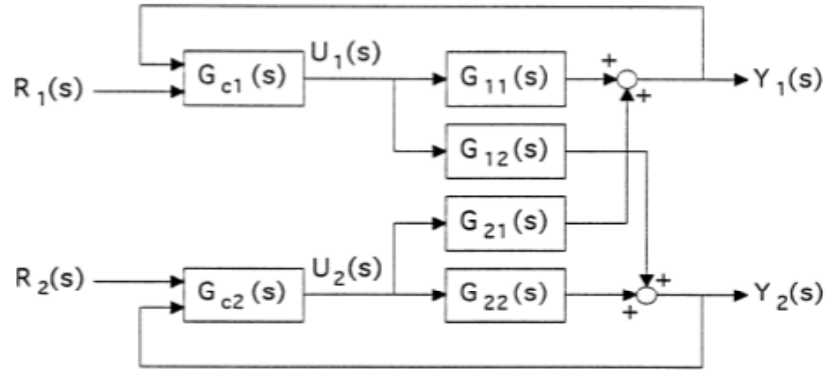 U₁(s)
+
R₁(s)
G_c1(s)
G₁₁(s)
+
Y₁(s)
G₁₂(s)
G₂₁(s)
R₂(s)
U₂(s)
+
G_c2(s)
G₂₂(s)
+
Y₂(s)